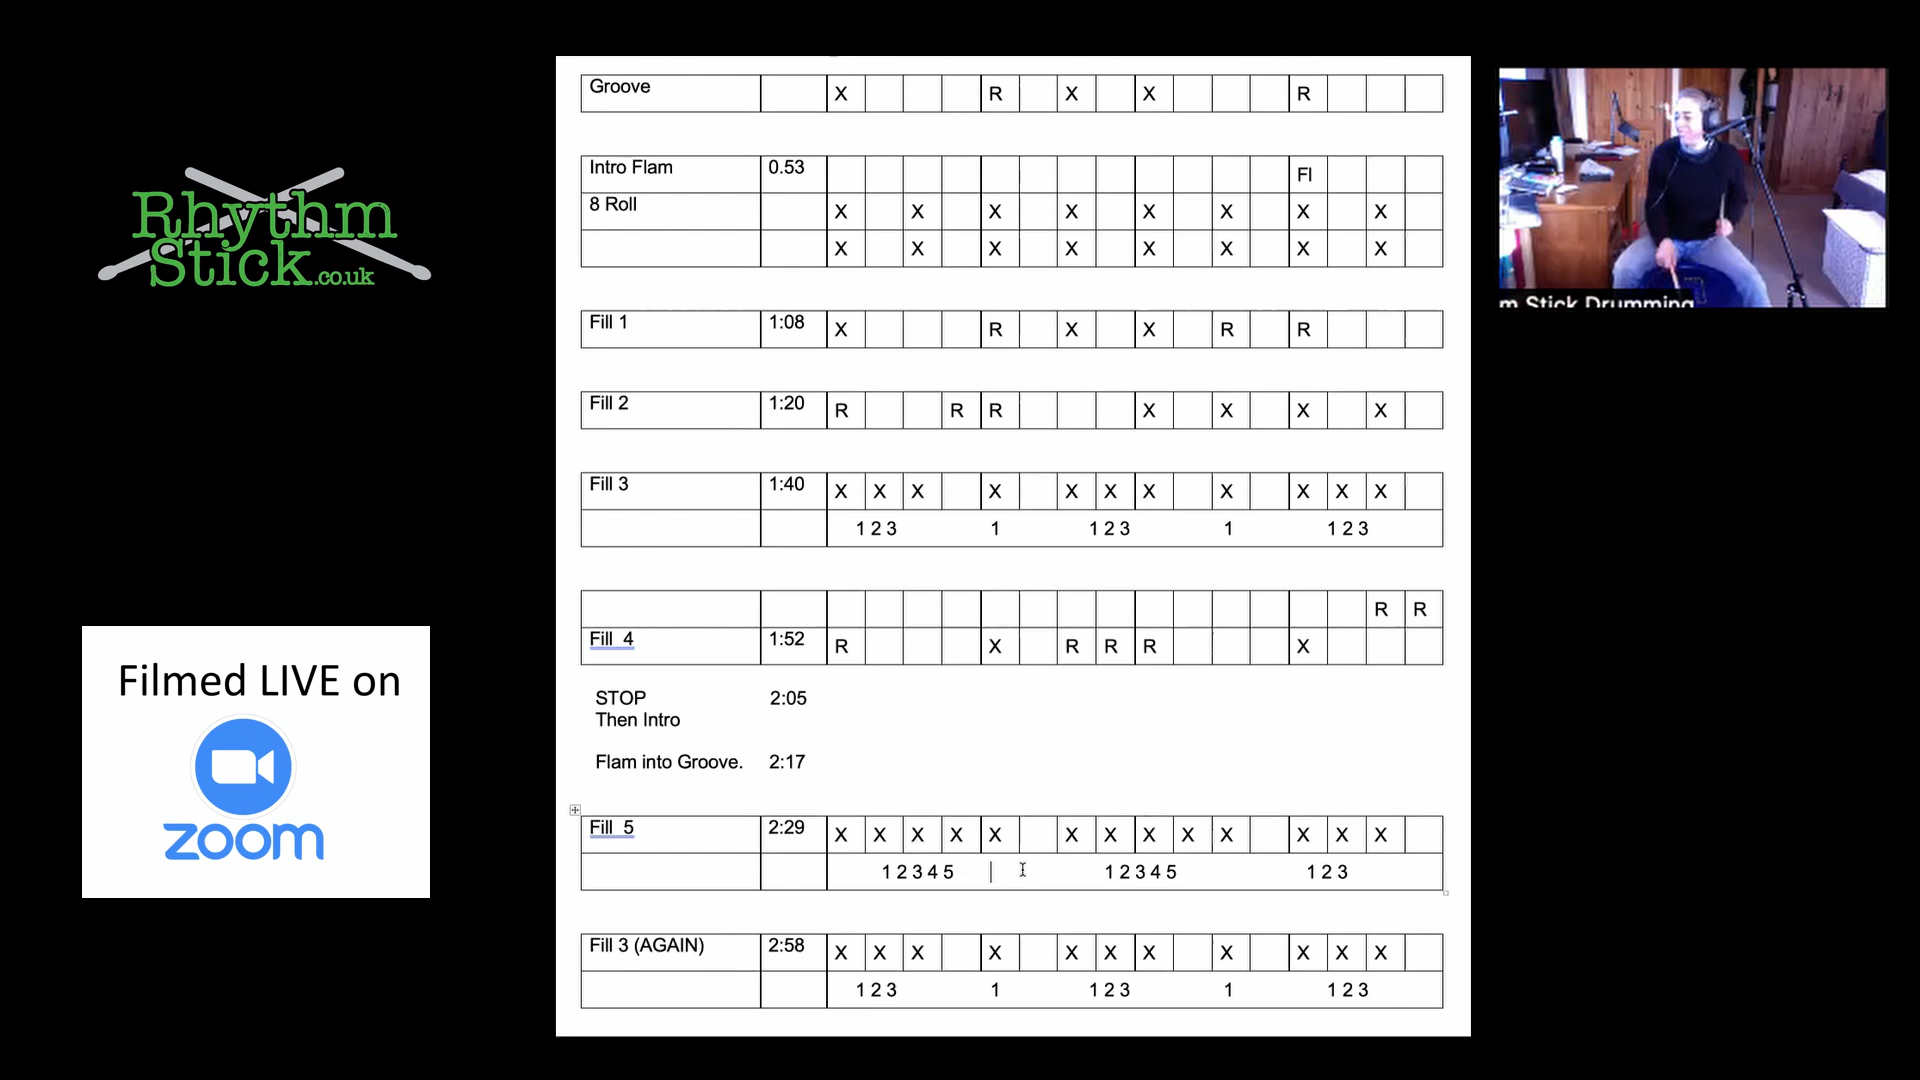 Rhythm
Stick.co.uk
Filmed LIVE on
zoom
Groove X R X X R
Intro Flam 0.53 Fl
8 Roll X X X X X X X X
X X X X X X X X
Fill 1 1:08 X R X X R R
Fill 2 1:20 R R R X X X X
Fill 3 1:40 X X X X X X X X X X X
1 2 3 1 1 2 3 1 1 2 3
R R
Fill 4 1:52 R X R R R X
STOP 2:05
Then Intro
Flam into Groove. 2:17
Fill 5 2:29 X X X X X X X X X X X X X
1 2 3 4 5 1 2 3 4 5 1 2 3
Fill 3 (AGAIN) 2:58 X X X X X X X X X X X
1 2 3 1 1 2 3 1 1 2 3
m Stick Drumming